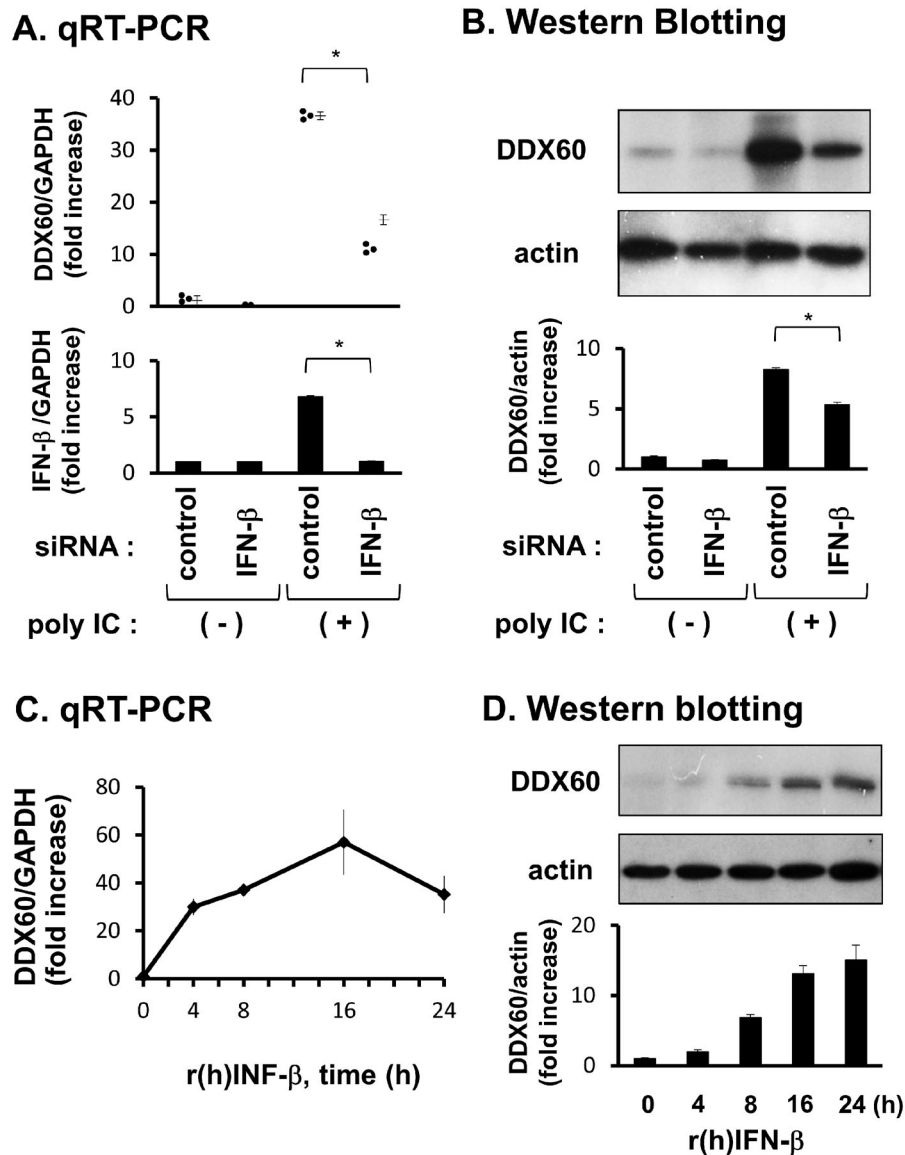 A. qRT-PCR
*
DDX60/GAPDH
(fold increase)
40
30
20
10
0
*
IFN-β/GAPDH
(fold increase)
10
5
0
siRNA :
control
IFN-β
control
IFN-β
poly IC :
( - )
( + )
B. Western Blotting
DDX60
actin
*
DDX60/actin
(fold increase)
10
5
0
siRNA :
control
IFN-β
control
IFN-β
poly IC :
( - )
( + )
C. qRT-PCR
DDX60/GAPDH
(fold increase)
80
60
40
20
0
0 4 8 16 24
r(h)INF-β, time (h)
D. Western blotting
DDX60
actin
DDX60/actin
(fold increase)
20
10
0
0 4 8 16 24 (h)
r(h)IFN-β